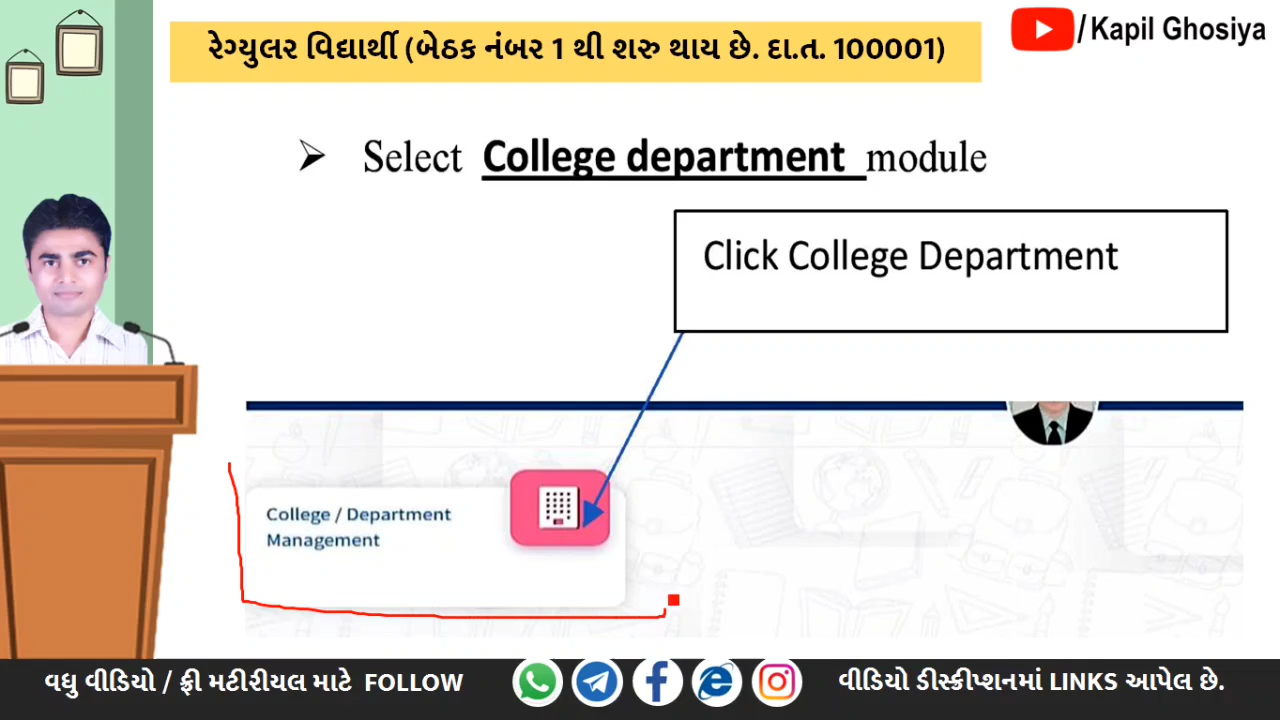 રેગ્યુલર વિદ્યાર્થી (બેઠક નંબર 1 થી શરુ થાય છે. દા.ત. 100001)
/Kapil Ghosiya
➢ Select College department module
Click College Department
College / Department
Management
વધુ વીડિયો / ફ્રી મટીરીયલ માટે FOLLOW
વીડિયો ડીસ્ક્રીપ્શનમાં LINKS આપેલ છે.